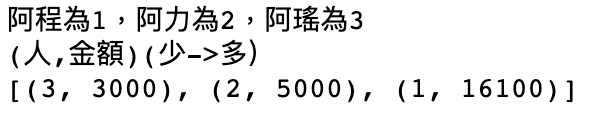 阿程為1，阿力為2，阿瑤為3
(人,金額)(少->多）
[(3, 3000), (2, 5000), (1, 16100)]